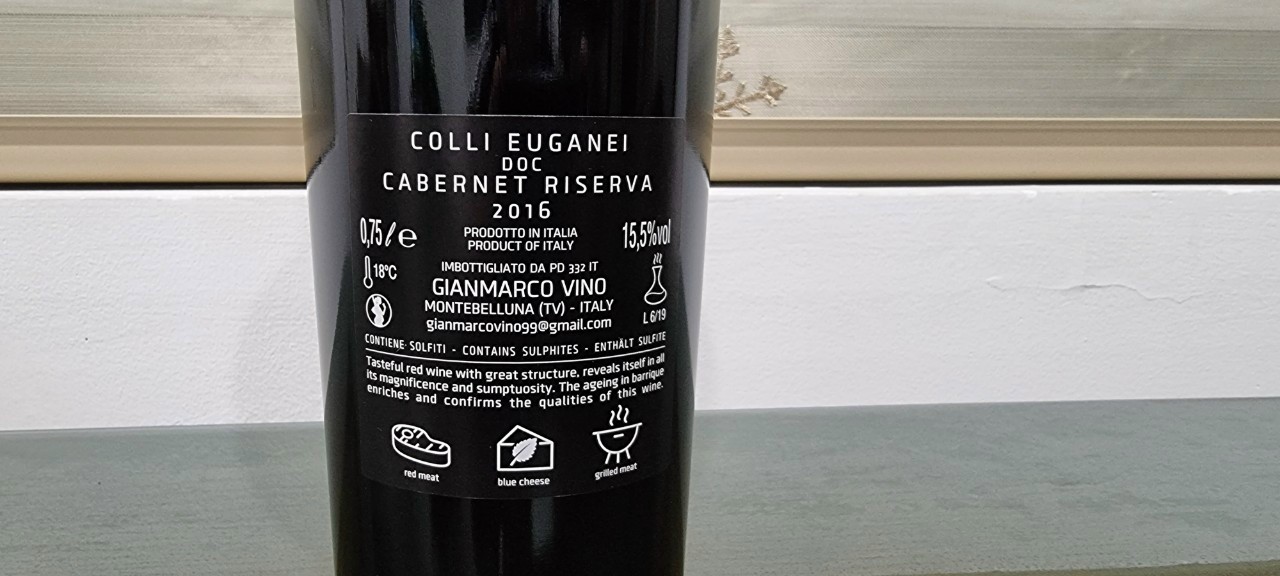 COLLI EUGANEI
DOC
CABERNET RISERVA
2016
0,75 l e
PRODOTTO IN ITALIA
PRODUCT OF ITALY
15,5%vol
18°C
IMBOTTIGLIATO DA PD 332 IT
GIANMARCO VINO
MONTEBELLUNA (TV) - ITALY
gianmarcovino99@gmail.com
L 6/19
CONTIENE: SOLFITI - CONTAINS SULPHITES - ENTHÄLT SULFITE
Tasteful red wine with great structure, reveals itself in all
its magnificence and sumptuosity. The ageing in barrique
enriches and confirms the qualities of this wine.
red meat
blue cheese
grilled meat